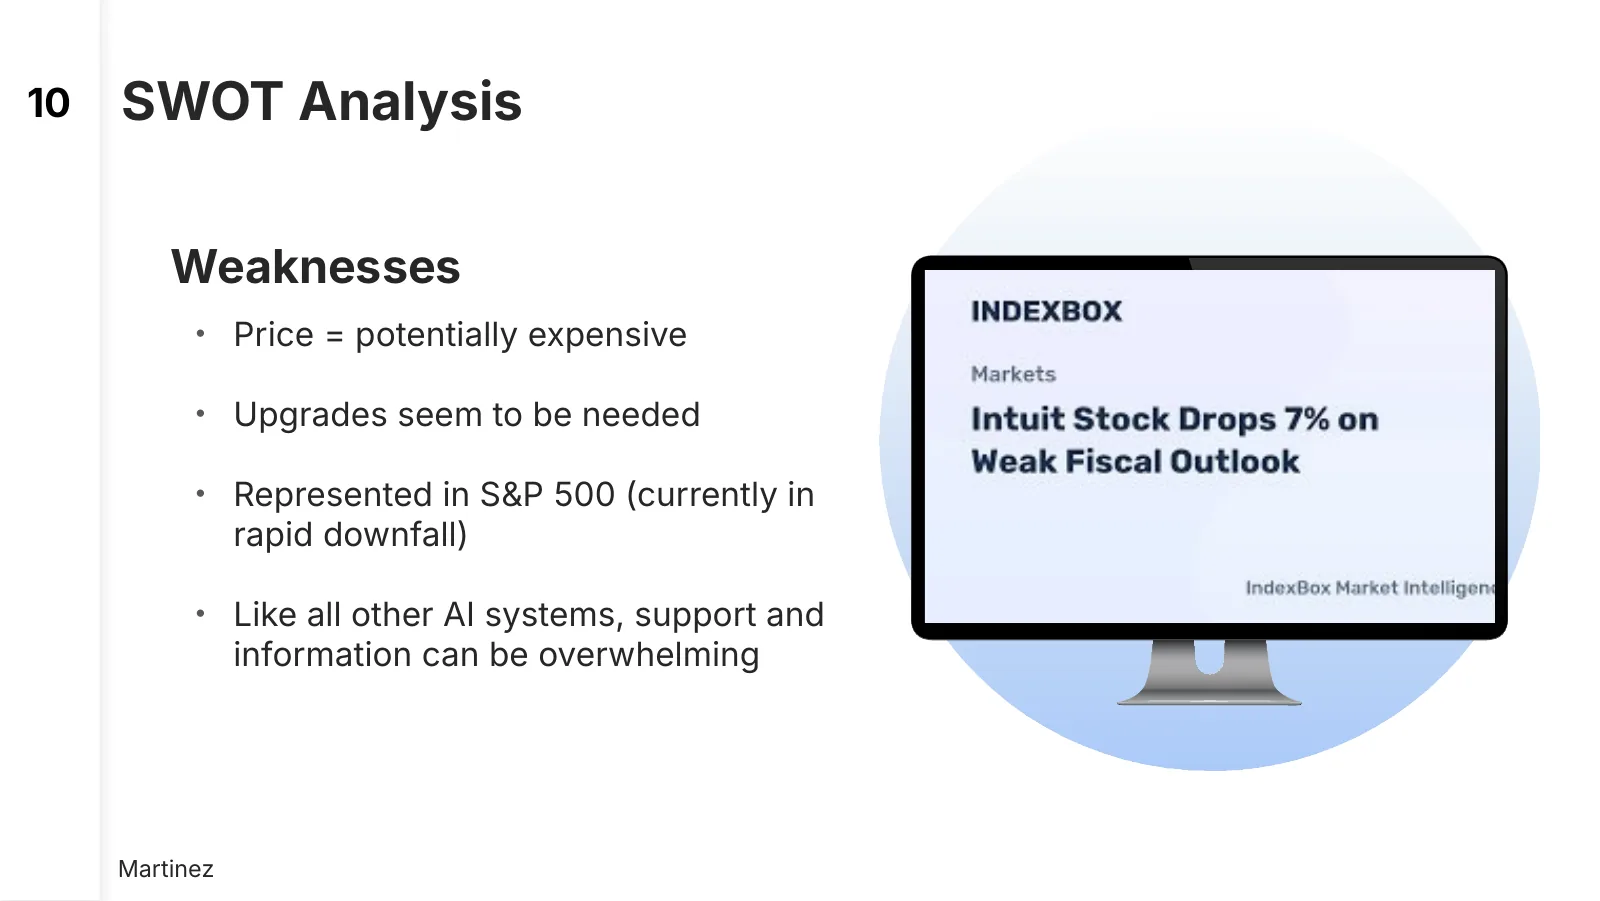 10
SWOT Analysis
Weaknesses
• Price = potentially expensive
• Upgrades seem to be needed
• Represented in S&P 500 (currently in
rapid downfall)
• Like all other AI systems, support and
information can be overwhelming
INDEXBOX
Markets
Intuit Stock Drops 7% on
Weak Fiscal Outlook
IndexBox Market Intelligenc
Martinez